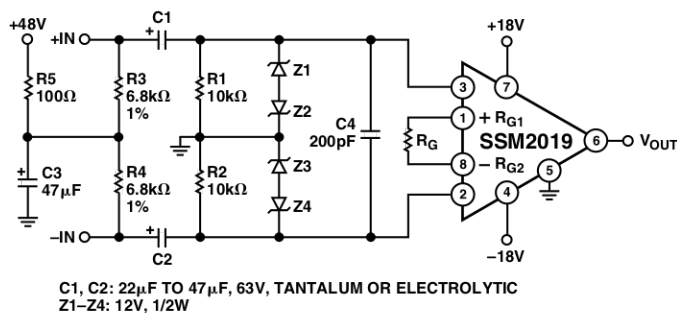 C1
+48V
+IN
+
+18V
R5
100Ω
R3
6.8kΩ
1%
R1
10kΩ
Z1
Z2
3
7
1
+ RG1
C4
200pF
RG
SSM2019
6
VOUT
8
– RG2
+
C3
47μF
R4
6.8kΩ
1%
R2
10kΩ
Z3
Z4
5
2
4
–IN
+
C2
–18V
C1, C2: 22μF TO 47μF, 63V, TANTALUM OR ELECTROLYTIC
Z1–Z4: 12V, 1/2W